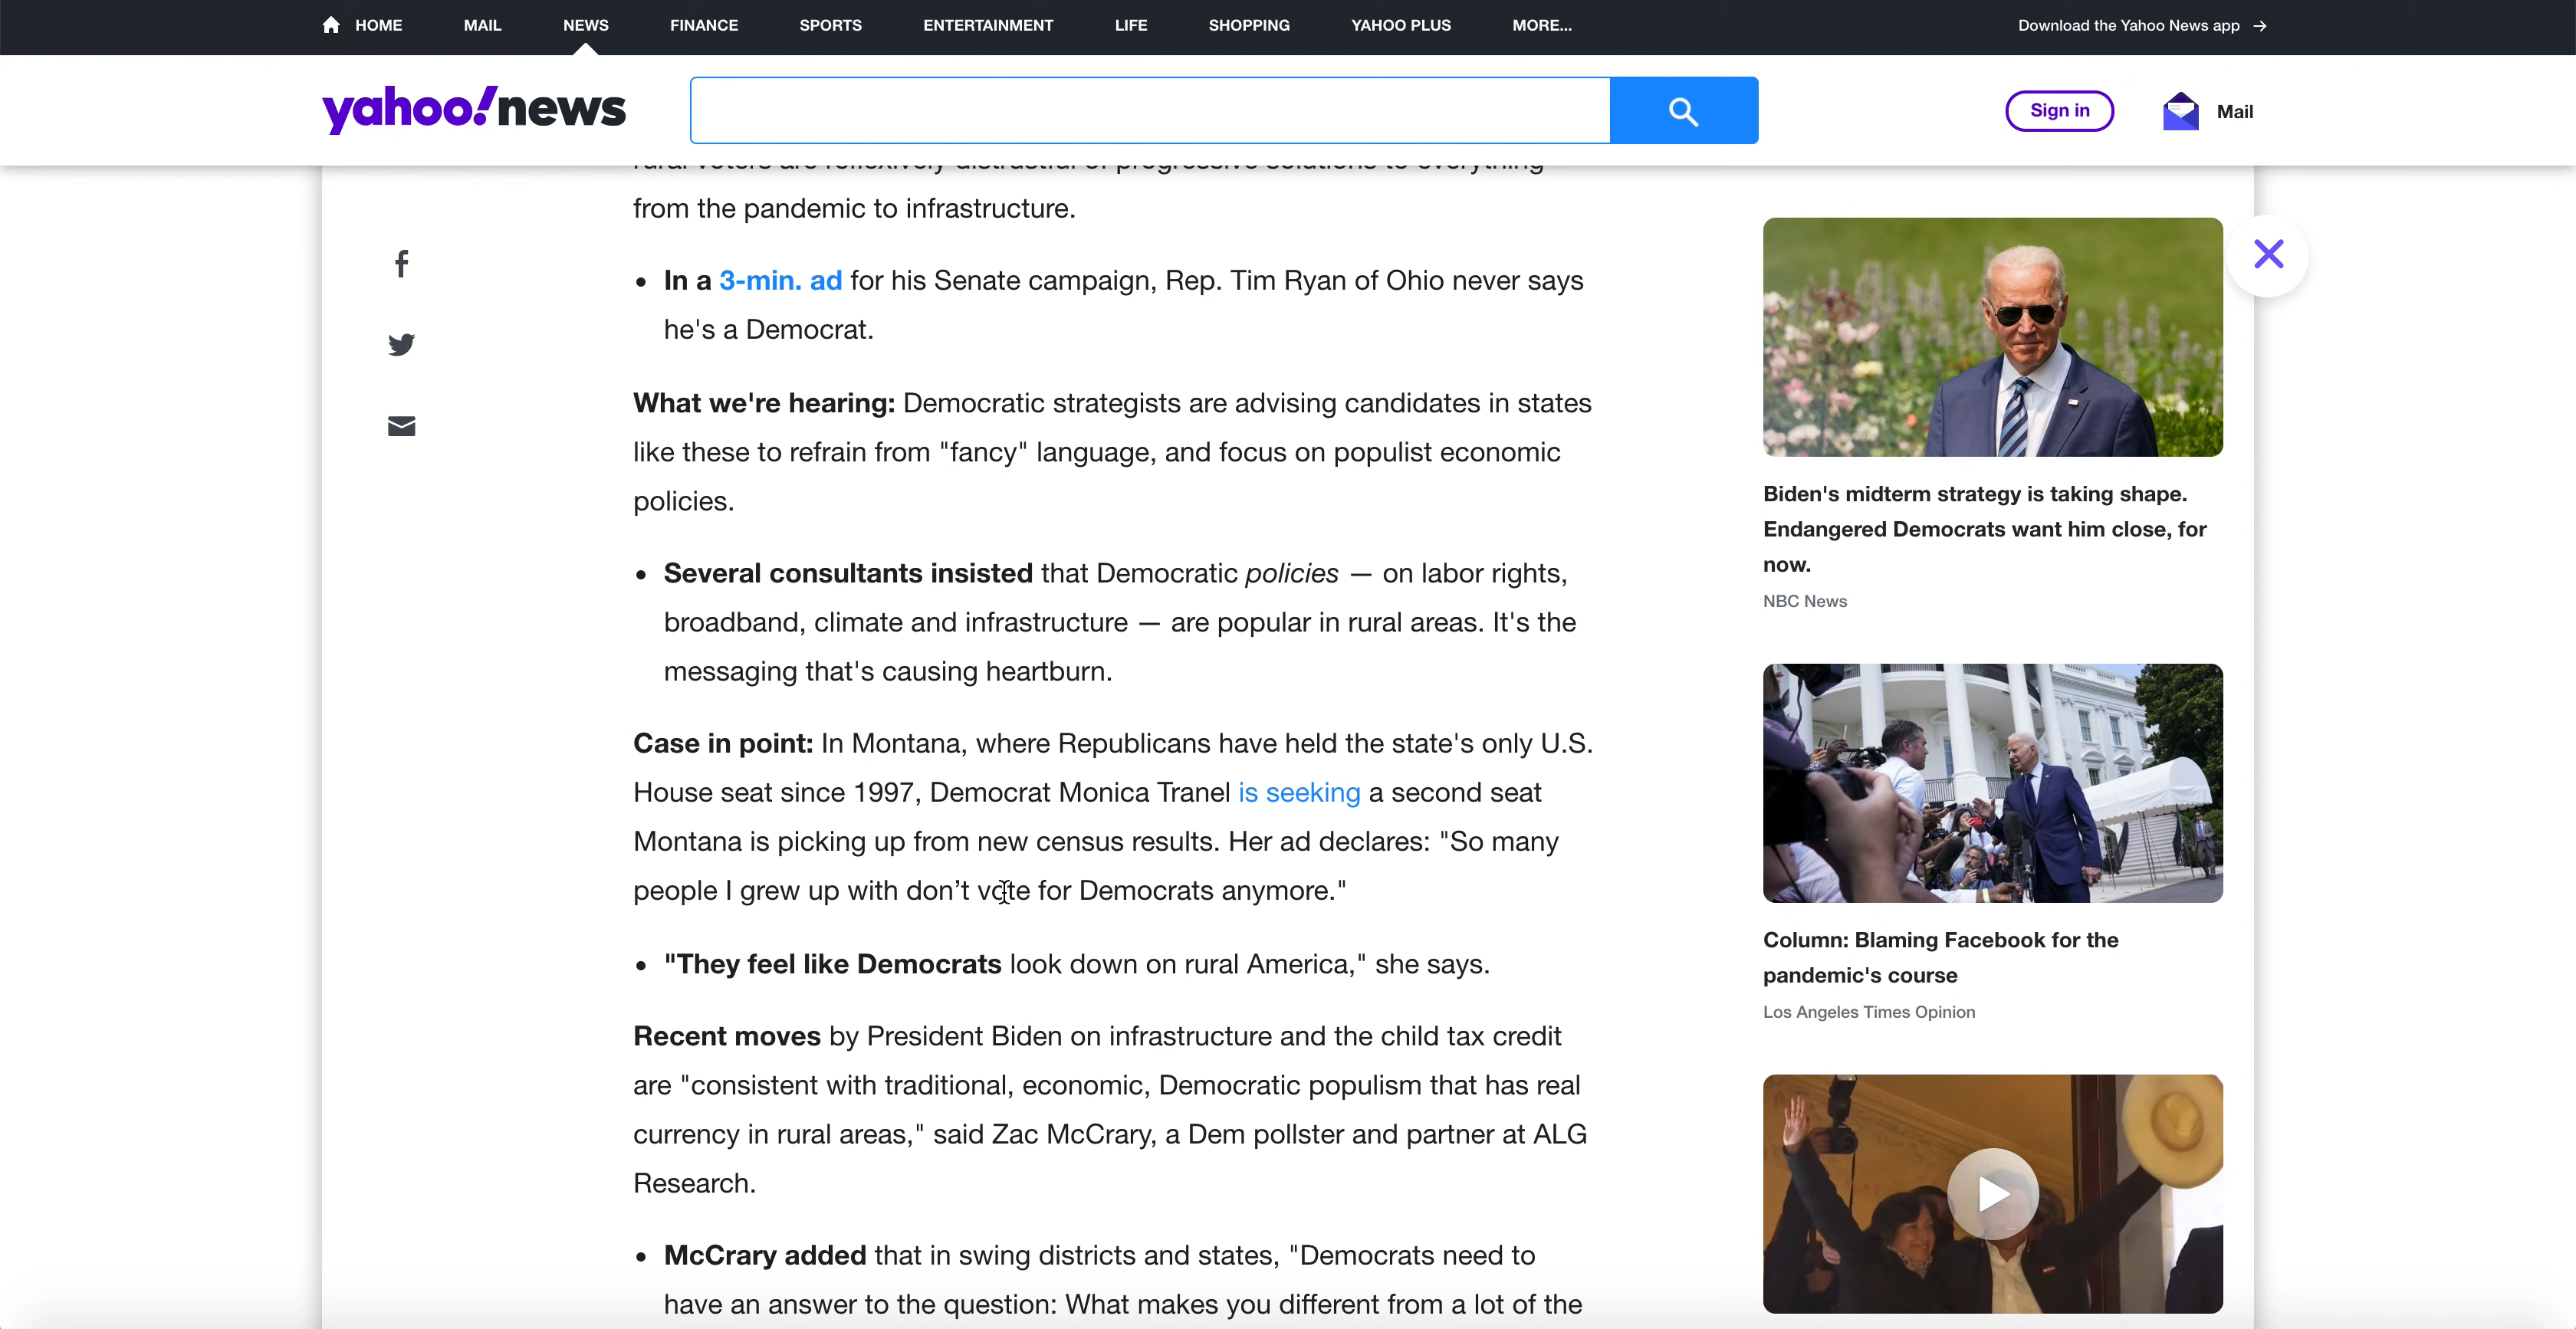 HOME MAIL NEWS FINANCE SPORTS ENTERTAINMENT LIFE SHOPPING YAHOO PLUS MORE... Download the Yahoo News app →
yahoo!news
Sign in
Mail
rural voters are reflexively distrustful of progressive solutions to everything
from the pandemic to infrastructure.
• In a 3-min. ad for his Senate campaign, Rep. Tim Ryan of Ohio never says
he's a Democrat.
What we're hearing: Democratic strategists are advising candidates in states
like these to refrain from "fancy" language, and focus on populist economic
policies.
• Several consultants insisted that Democratic policies — on labor rights,
broadband, climate and infrastructure — are popular in rural areas. It's the
messaging that's causing heartburn.
Case in point: In Montana, where Republicans have held the state's only U.S.
House seat since 1997, Democrat Monica Tranel is seeking a second seat
Montana is picking up from new census results. Her ad declares: "So many
people I grew up with don’t vote for Democrats anymore."
• "They feel like Democrats look down on rural America," she says.
Recent moves by President Biden on infrastructure and the child tax credit
are "consistent with traditional, economic, Democratic populism that has real
currency in rural areas," said Zac McCrary, a Dem pollster and partner at ALG
Research.
• McCrary added that in swing districts and states, "Democrats need to
have an answer to the question: What makes you different from a lot of the
Biden's midterm strategy is taking shape.
Endangered Democrats want him close, for
now.
NBC News
Column: Blaming Facebook for the
pandemic's course
Los Angeles Times Opinion